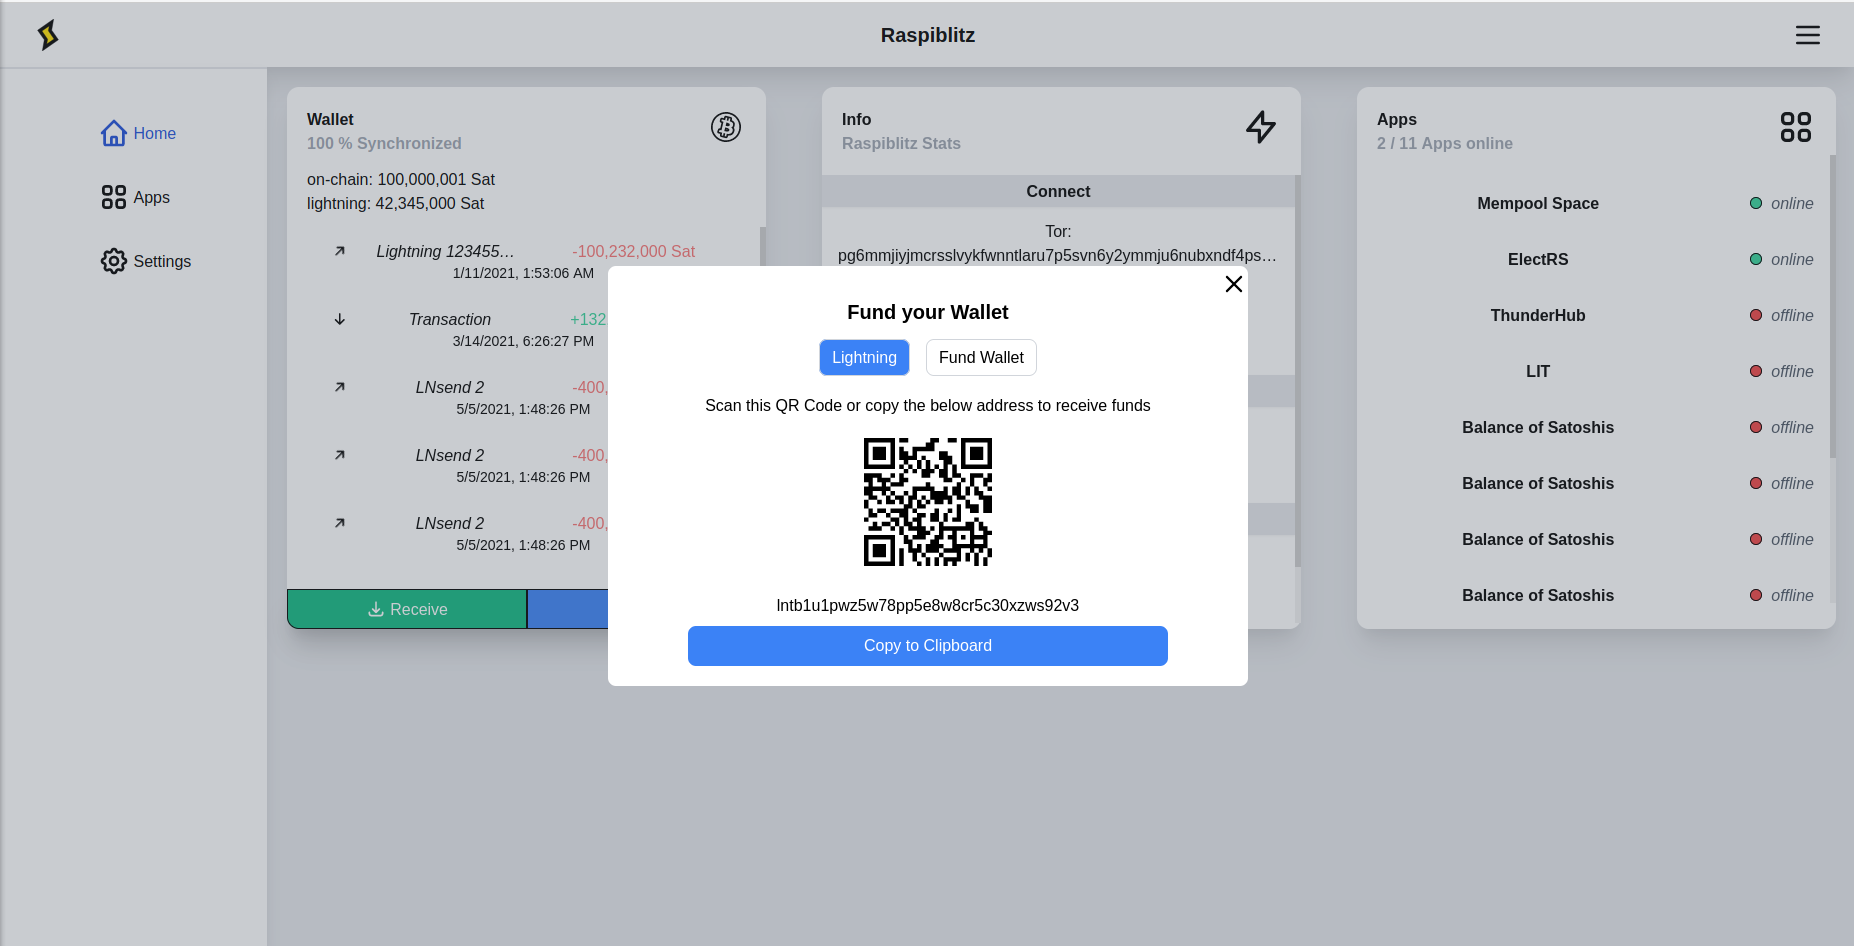 Raspiblitz
Home
Apps
Settings
Wallet
100 % Synchronized
on-chain: 100,000,001 Sat
lightning: 42,345,000 Sat
Lightning 123455… -100,232,000 Sat
1/11/2021, 1:53:06 AM
Transaction +132
3/14/2021, 6:26:27 PM
LNsend 2 -400,
5/5/2021, 1:48:26 PM
LNsend 2 -400,
5/5/2021, 1:48:26 PM
LNsend 2 -400,
5/5/2021, 1:48:26 PM
Receive
Info
Raspiblitz Stats
Connect
Tor:
pg6mmjiyjmcrsslvykfwnntlaru7p5svn6y2ymmju6nubxndf4ps…
Fund your Wallet
Lightning Fund Wallet
Scan this QR Code or copy the below address to receive funds
lntb1u1pwz5w78pp5e8w8cr5c30xzws92v3
Copy to Clipboard
Apps
2 / 11 Apps online
Mempool Space online
ElectRS online
ThunderHub offline
LIT offline
Balance of Satoshis offline
Balance of Satoshis offline
Balance of Satoshis offline
Balance of Satoshis offline